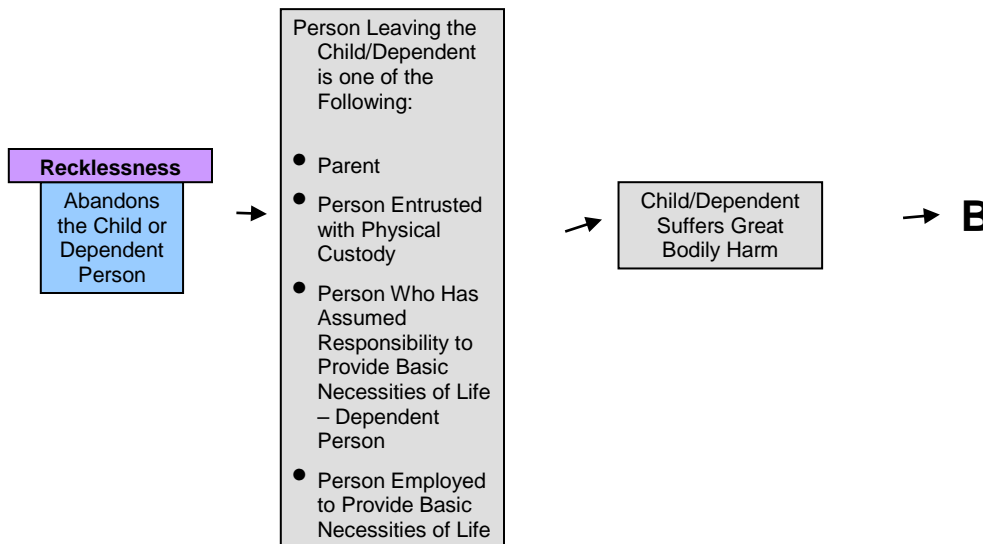 Recklessness
Abandons
the Child or
Dependent
Person
Person Leaving the
Child/Dependent
is one of the
Following:
● Parent
● Person Entrusted
with Physical
Custody
● Person Who Has
Assumed
Responsibility to
Provide Basic
Necessities of Life
– Dependent
Person
● Person Employed
to Provide Basic
Necessities of Life
Child/Dependent
Suffers Great
Bodily Harm
B